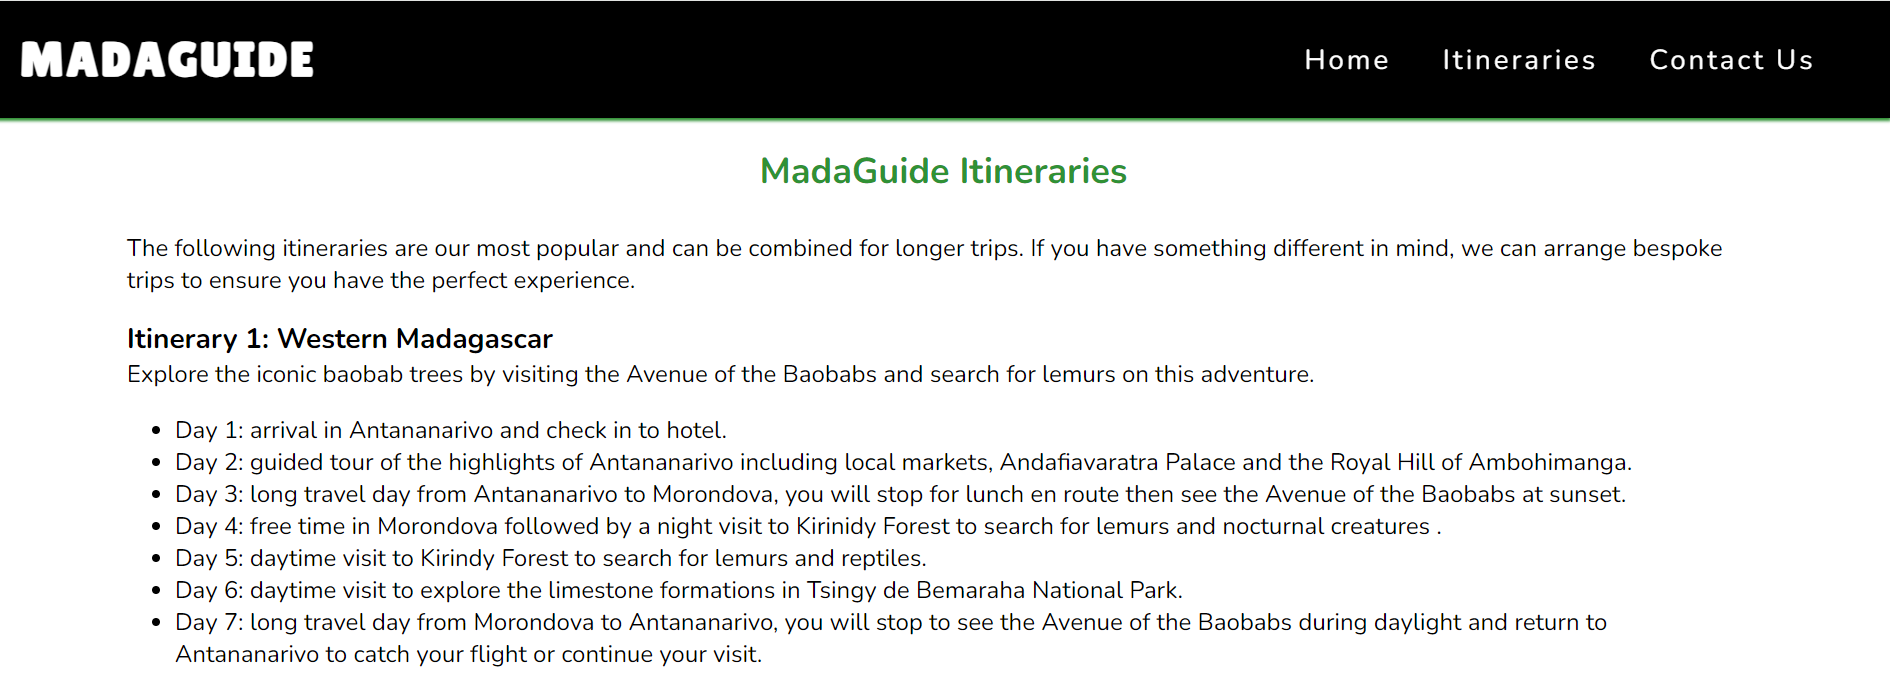 MADAGUIDE
Home Itineraries Contact Us
MadaGuide Itineraries
The following itineraries are our most popular and can be combined for longer trips. If you have something different in mind, we can arrange bespoke
trips to ensure you have the perfect experience.
Itinerary 1: Western Madagascar
Explore the iconic baobab trees by visiting the Avenue of the Baobabs and search for lemurs on this adventure.
• Day 1: arrival in Antananarivo and check in to hotel.
• Day 2: guided tour of the highlights of Antananarivo including local markets, Andafiavaratra Palace and the Royal Hill of Ambohimanga.
• Day 3: long travel day from Antananarivo to Morondova, you will stop for lunch en route then see the Avenue of the Baobabs at sunset.
• Day 4: free time in Morondova followed by a night visit to Kirinidy Forest to search for lemurs and nocturnal creatures .
• Day 5: daytime visit to Kirindy Forest to search for lemurs and reptiles.
• Day 6: daytime visit to explore the limestone formations in Tsingy de Bemaraha National Park.
• Day 7: long travel day from Morondova to Antananarivo, you will stop to see the Avenue of the Baobabs during daylight and return to
Antananarivo to catch your flight or continue your visit.